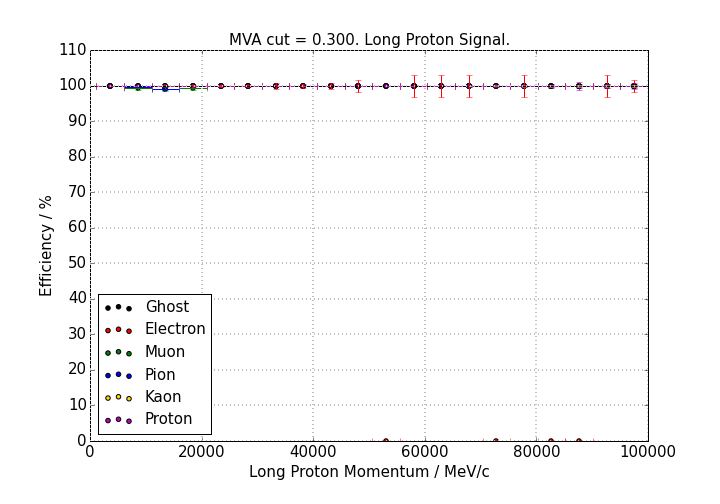 MVA cut = 0.300. Long Proton Signal.
110
100
90
80
70
60
50
40
30
20
10
0
Efficiency / %
Ghost
Electron
Muon
Pion
Kaon
Proton
0 20000 40000 60000 80000 100000
Long Proton Momentum / MeV/c